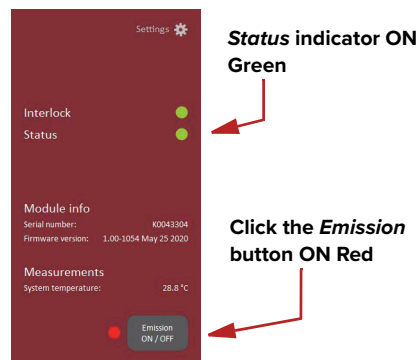 Settings
Status indicator ON
Green
Interlock
Status
Module info
Serial number: K0043304
Firmware version: 1.00-1054 May 25 2020
Click the Emission
button ON Red
Measurements
System temperature: 28.8 °C
Emission
ON / OFF